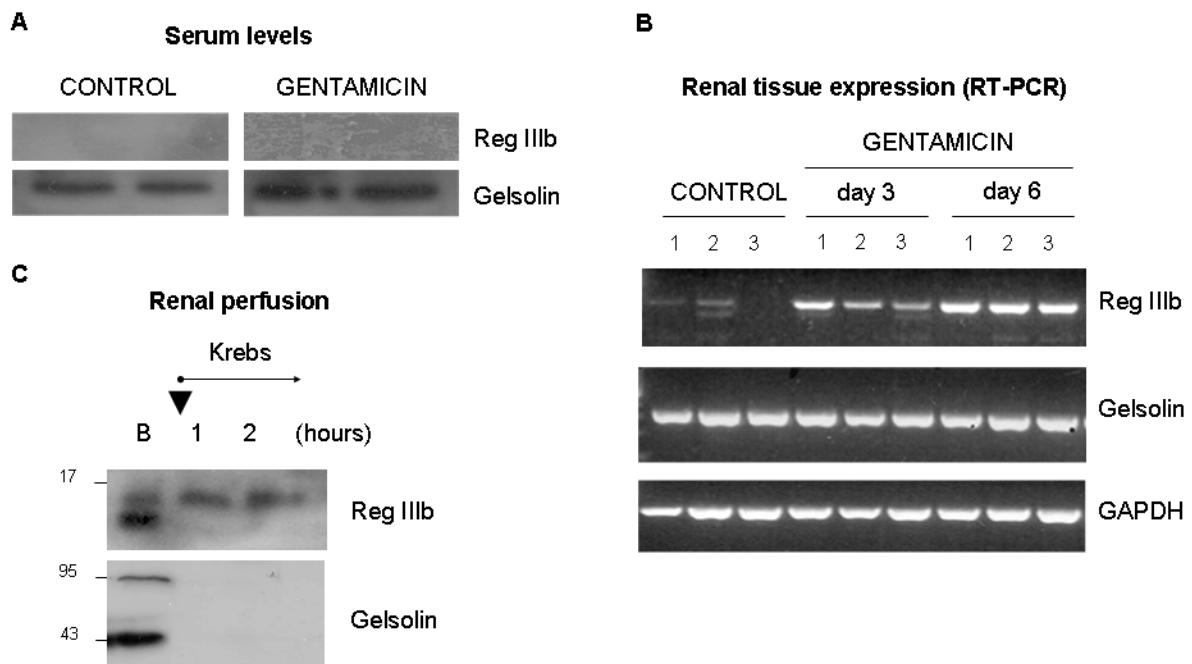 A
Serum levels
CONTROL GENTAMICIN
Reg IIIb
Gelsolin
B
Renal tissue expression (RT-PCR)
GENTAMICIN
CONTROL day 3 day 6
1 2 3 1 2 3 1 2 3
Reg IIIb
Gelsolin
GAPDH
C
Renal perfusion
Krebs
B 1 2 (hours)
17
Reg IIIb
95
Gelsolin
43